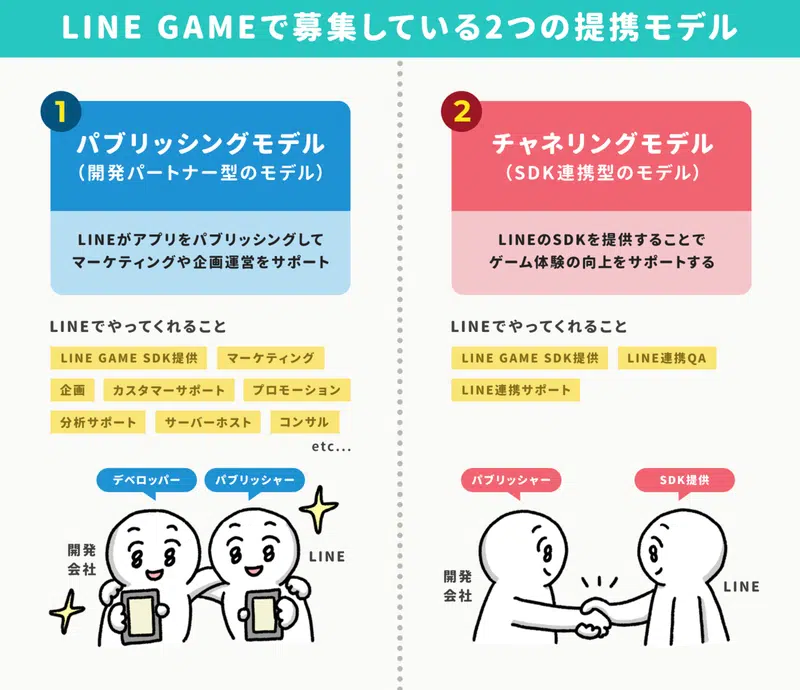 LINE GAMEで募集している2つの提携モデル
1
パブリッシングモデル
（開発パートナー型のモデル）
LINEがアプリをパブリッシングして
マーケティングや企画運営をサポート
LINEでやってくれること
LINE GAME SDK提供 マーケティング
企画 カスタマーサポート プロモーション
分析サポート サーバーホスト コンサル
etc...
デベロッパー パブリッシャー
開発
会社
LINE
2
チャネリングモデル
（SDK連携型のモデル）
LINEのSDKを提供することで
ゲーム体験の向上をサポートする
LINEでやってくれること
LINE GAME SDK提供 LINE連携QA
LINE連携サポート
パブリッシャー SDK提供
開発
会社
LINE